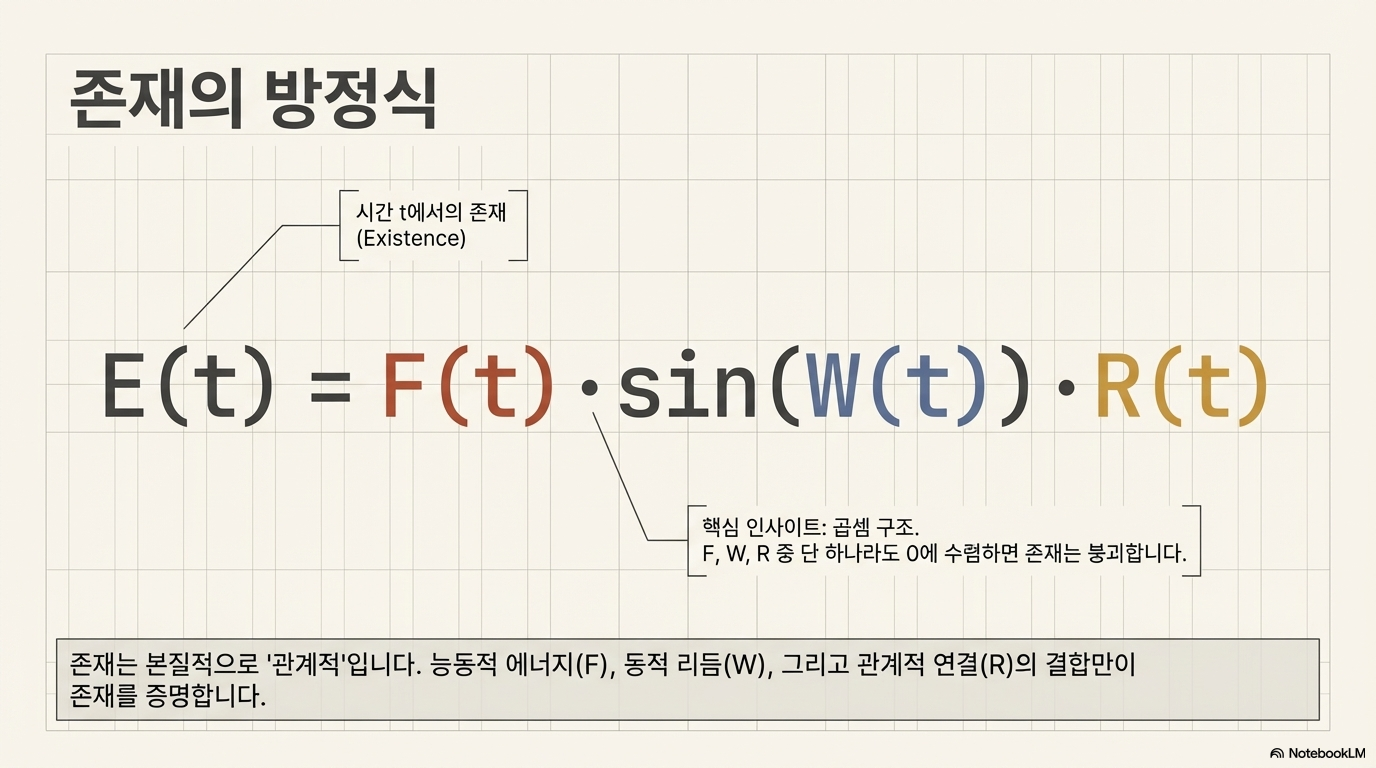 존재의 방정식
시간 t에서의 존재
(Existence)
E(t) = F(t)·sin(W(t))·R(t)
핵심 인사이트: 곱셈 구조.
F, W, R 중 단 하나라도 0에 수렴하면 존재는 붕괴합니다.
존재는 본질적으로 '관계적'입니다. 능동적 에너지(F), 동적 리듬(W), 그리고 관계적 연결(R)의 결합만이
존재를 증명합니다.
NotebookLM